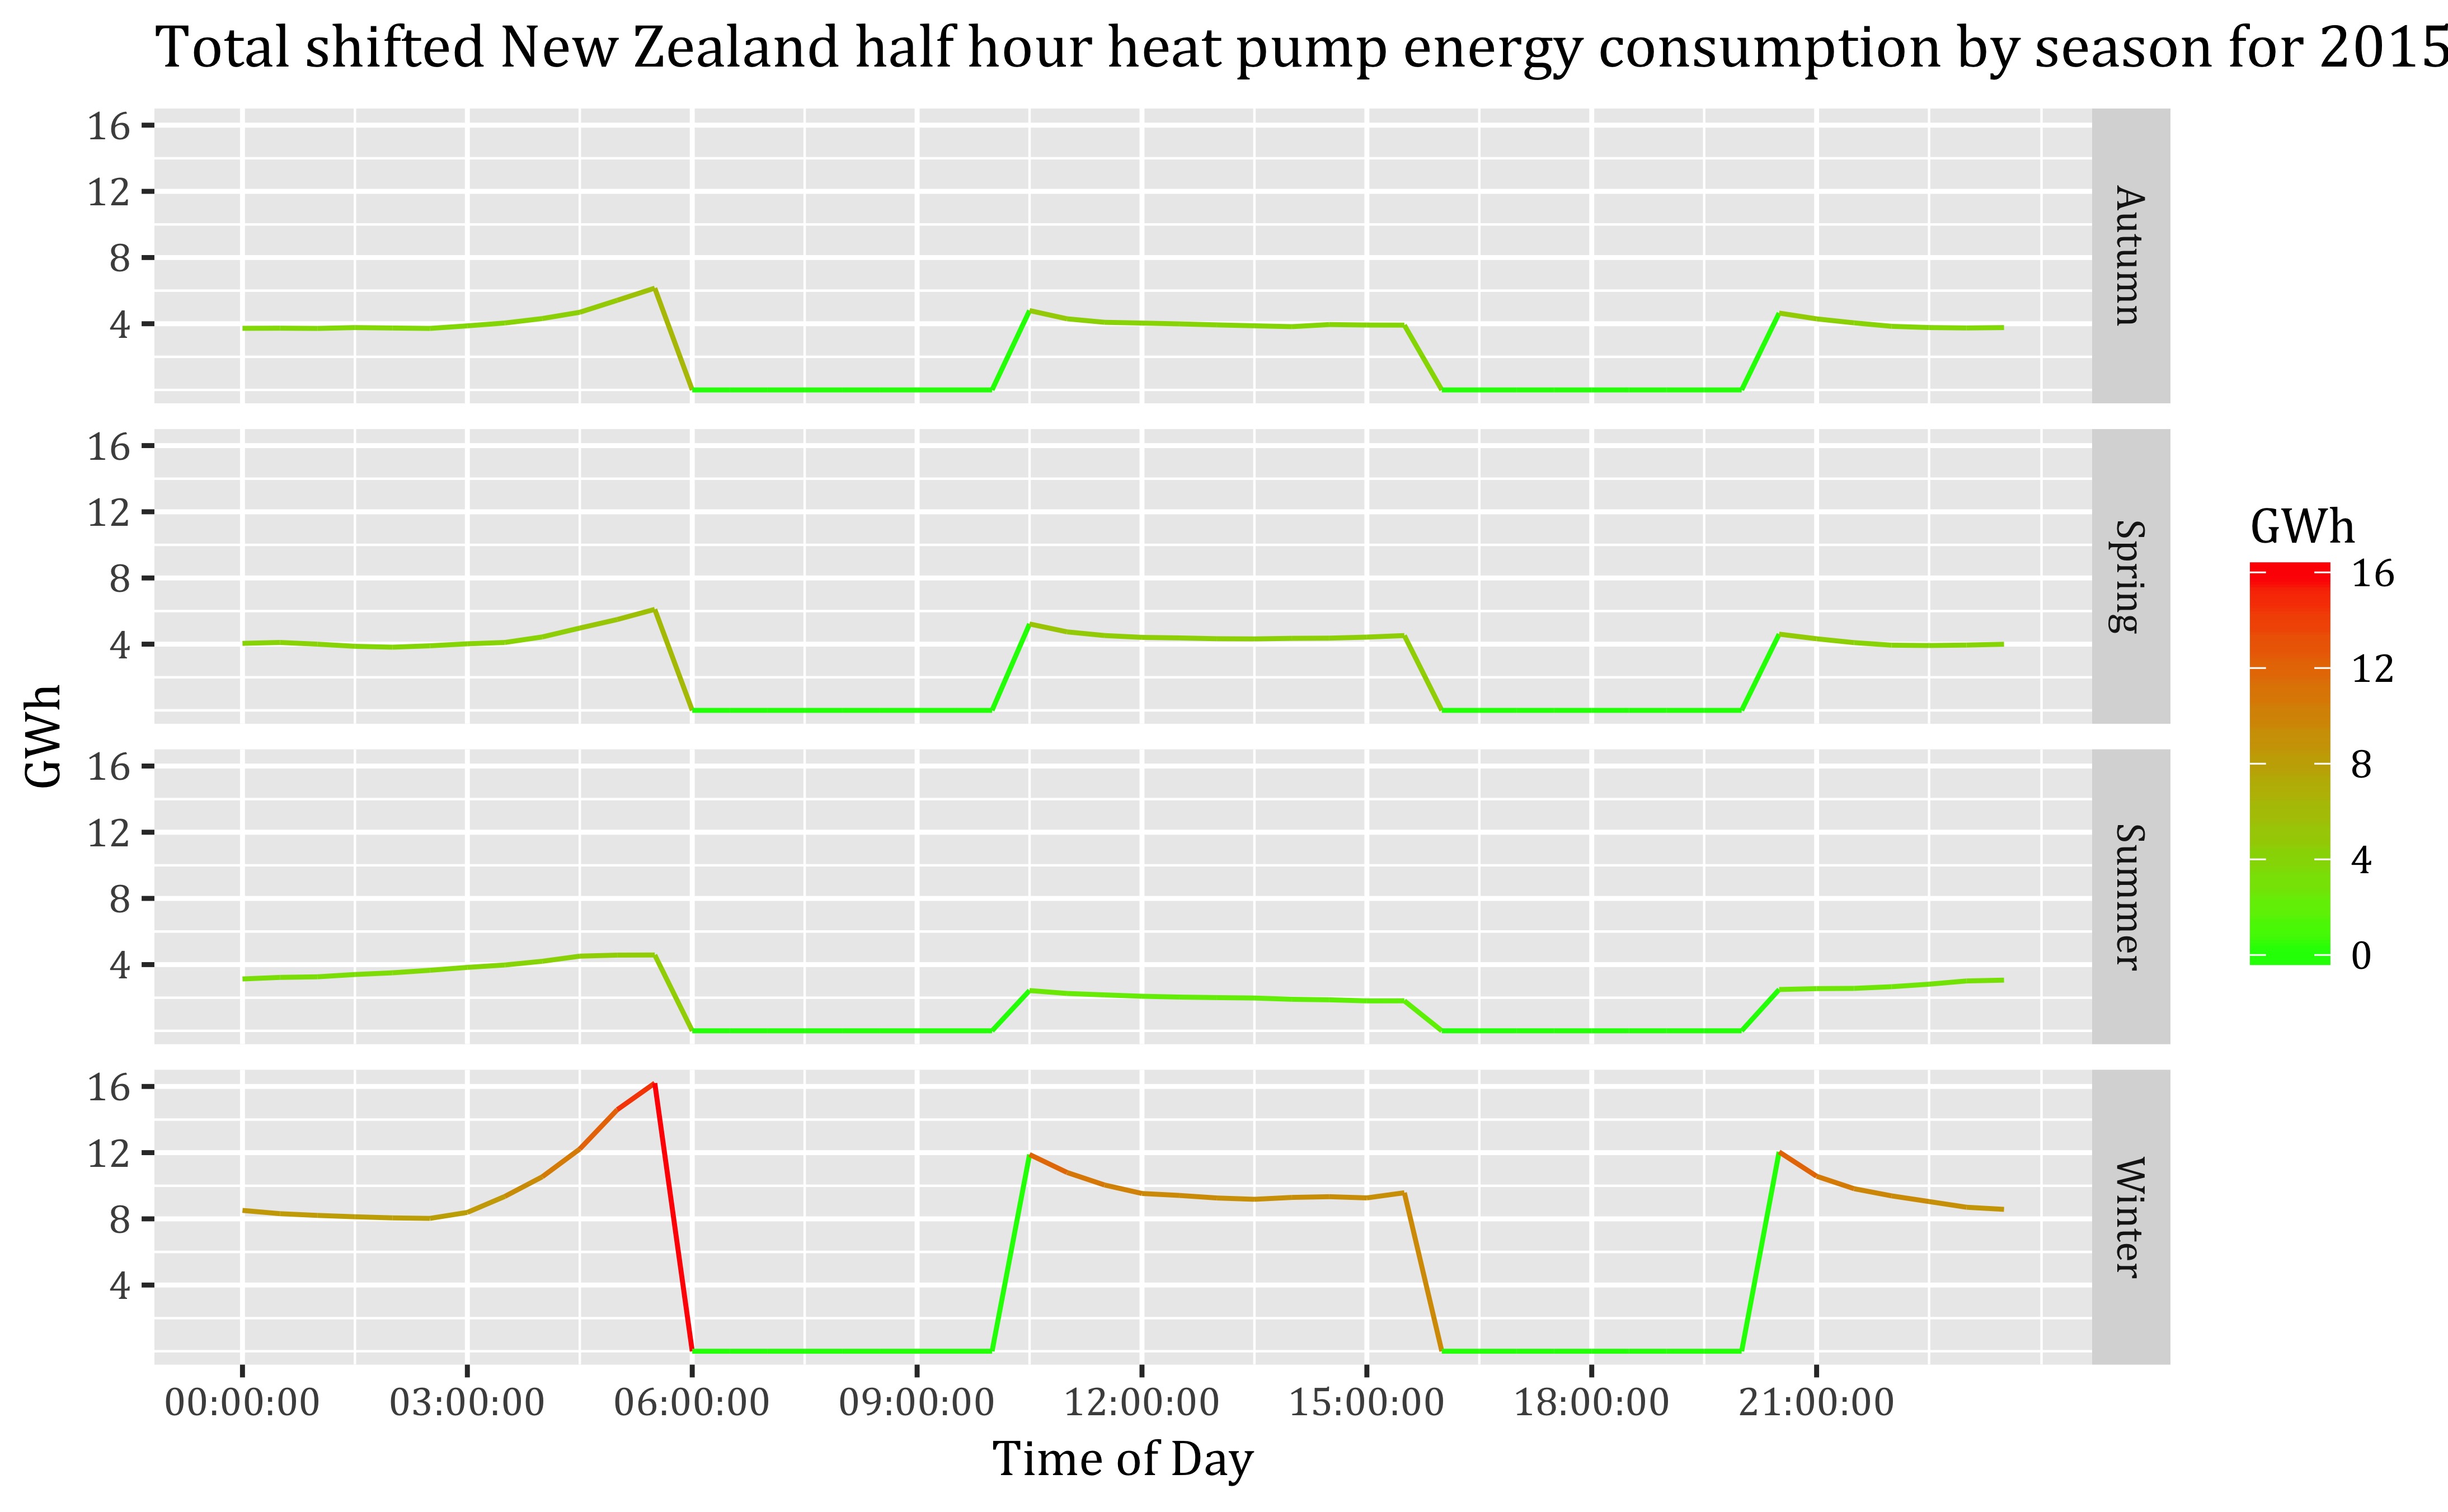 Total shifted New Zealand half hour heat pump energy consumption by season for 2015
16
12
8
4
Autumn
16
12
8
4
Spring
16
12
8
4
Summer
16
12
8
4
Winter
GWh
00:00:00 03:00:00 06:00:00 09:00:00 12:00:00 15:00:00 18:00:00 21:00:00
Time of Day
GWh
16
12
8
4
0